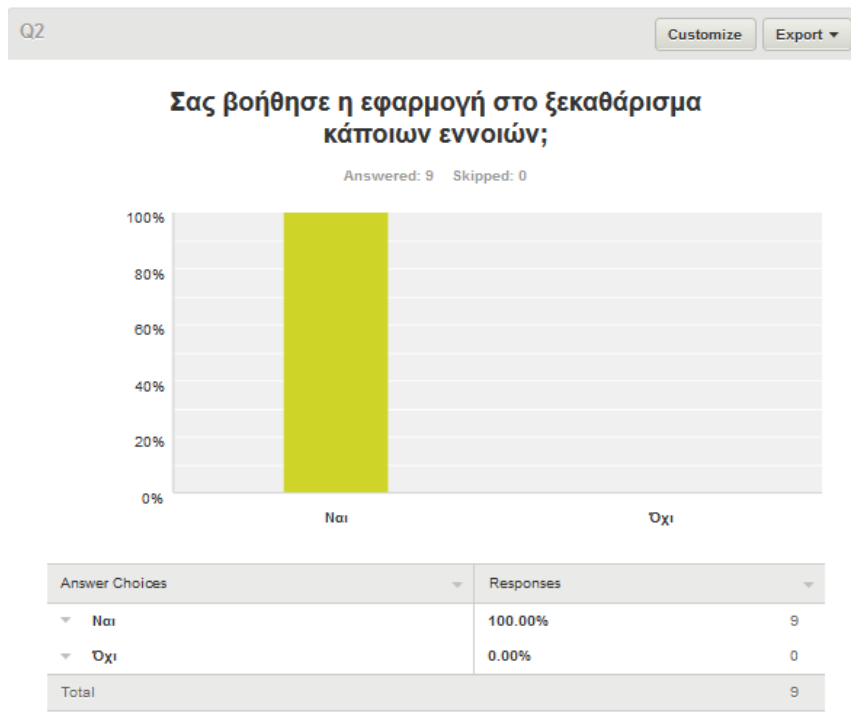 Q2
Customize
Export
Σας βοήθησε η εφαρμογή στο ξεκαθάρισμα
κάποιων εννοιών;
Answered: 9 Skipped: 0
100%
80%
60%
40%
20%
0%
Ναι
Όχι
Answer Choices Responses
Ναι 100.00% 9
Όχι 0.00% 0
Total 9